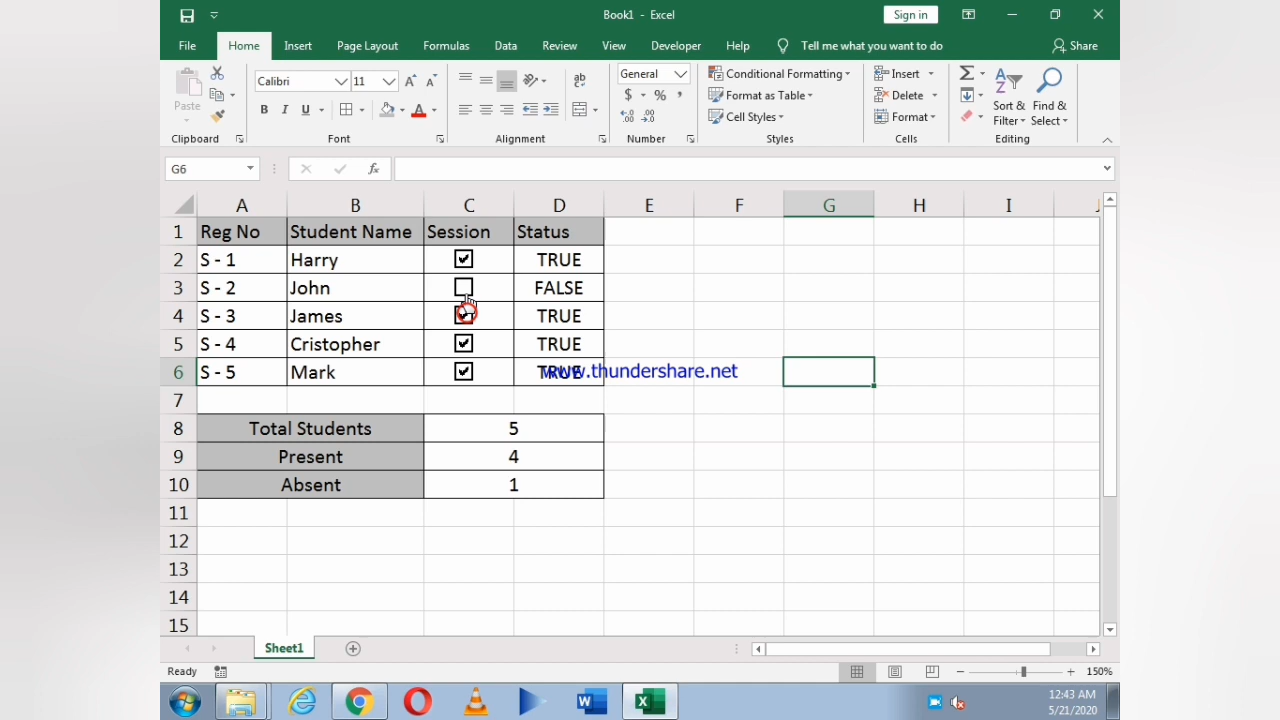 Book1 - Excel
Sign in
File Home Insert Page Layout Formulas Data Review View Developer Help Tell me what you want to do Share
Paste
Calibri 11
B I U
ab
General
$ % ,
Conditional Formatting
Format as Table
Cell Styles
Insert
Delete
Format
Sort & Filter
Find & Select
Clipboard Font Alignment Number Styles Cells Editing
G6 fx
A B C D E F G H I J
1 Reg No Student Name Session Status
2 S - 1 Harry TRUE
3 S - 2 John FALSE
4 S - 3 James TRUE
5 S - 4 Cristopher TRUE
6 S - 5 Mark TRUE
www.thundershare.net
7
8 Total Students 5
9 Present 4
10 Absent 1
11
12
13
14
15
Sheet1
Ready 150%
12:43 AM
5/21/2020